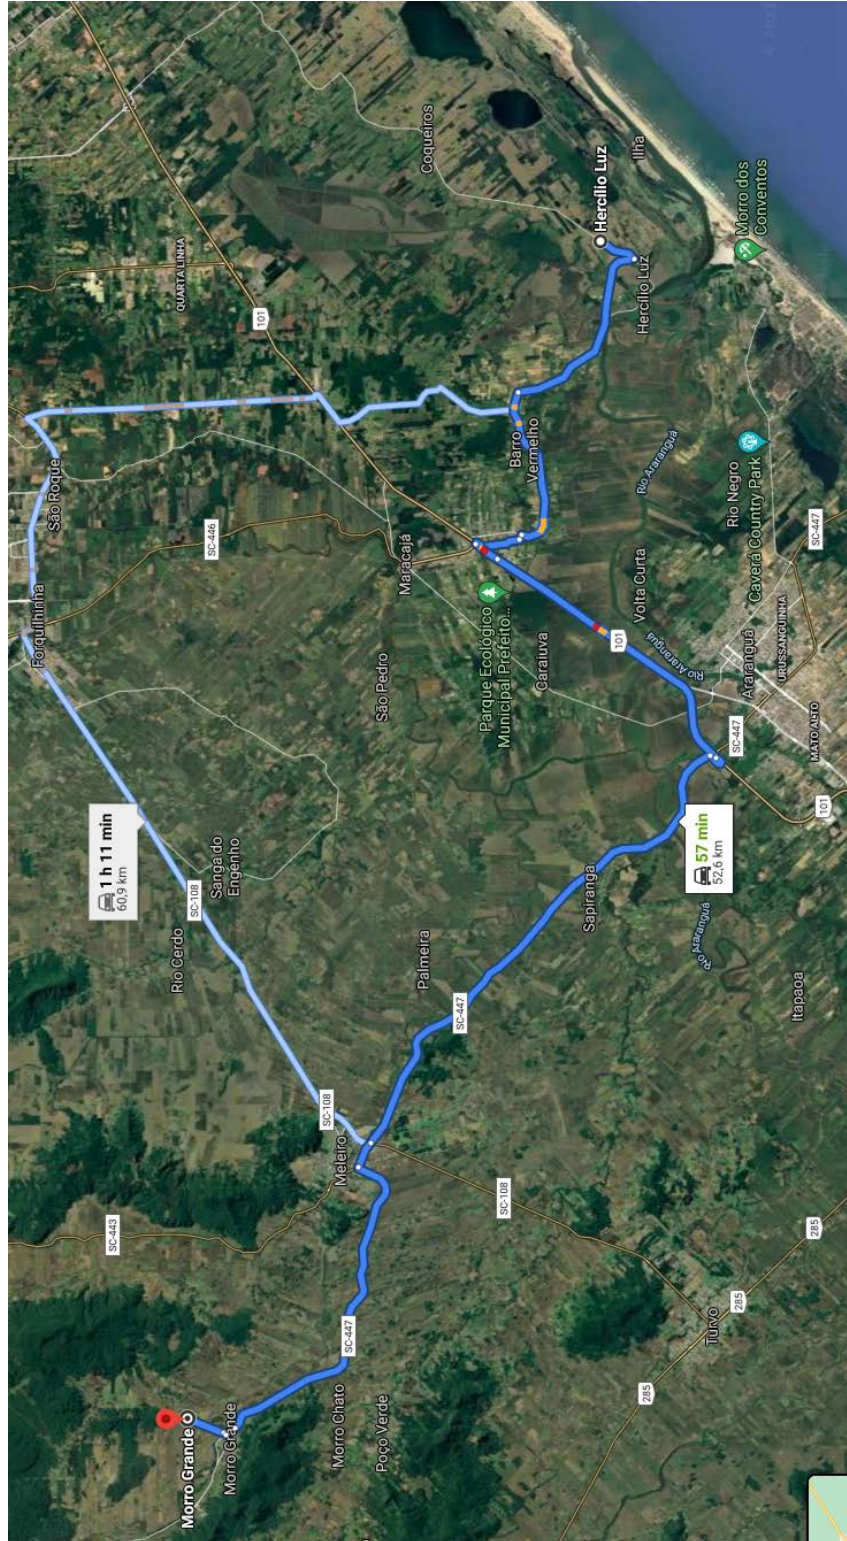 Morro Grande
SC-443
1 h 11 min
60,9 km
Forquilhinha
São Roque
Rio Cerdo
SC-108
QUARTA LINHA
SC-446
Sanga do
Engenho
Morro Grande
101
SC-108
Meleiro
Morro Chato
SC-447
Poço Verde
São Pedro
Maracajá
Coqueiros
Palmeira
SC-447
Parque Ecológico
Municipal Prefeito...
SC-108
Barro
Vermelho
Caraiuva
Sapiranga
Hercílio Luz
101
Volta Curta
Ilha
Hercílio Luz
Rio Araranguá
Rio Araranguá
285
57 min
52,6 km
Rio Araranguá
Turvo
285
SC-447
Araranguá
Rio Negro
Morro dos
Conventos
Caverá Country Park
URUSSANGUINHA
Itapaoa
285
MATO ALTO
101
SC-447